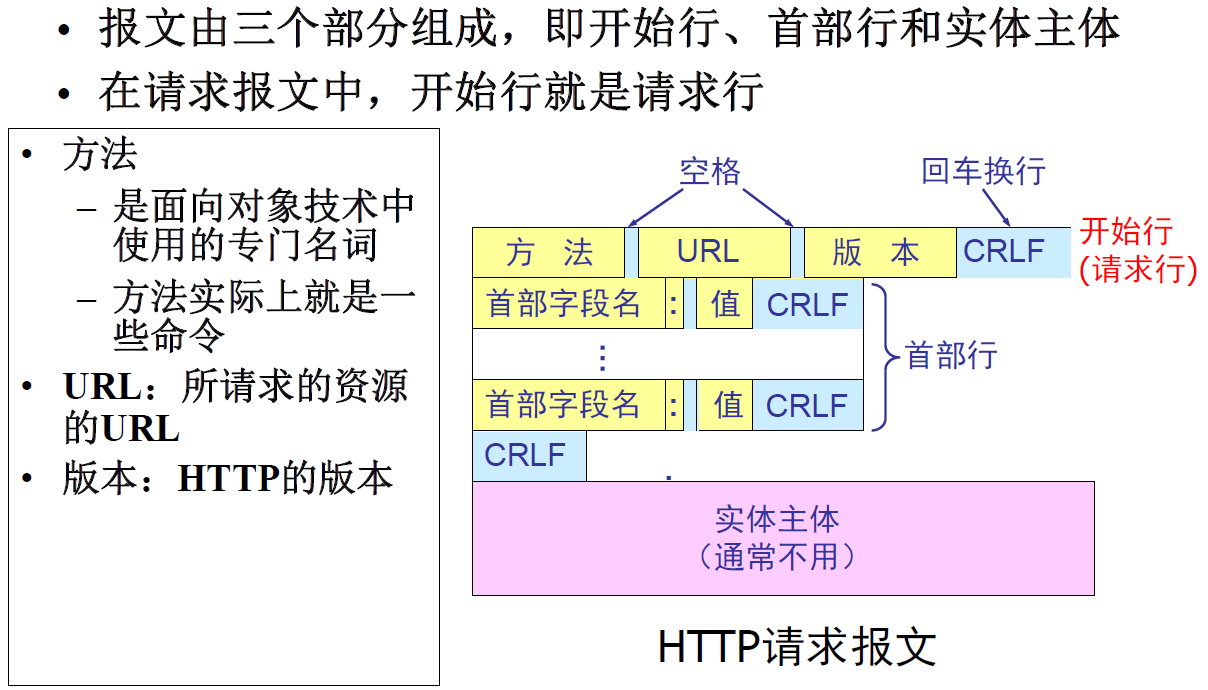 • 报文由三个部分组成，即开始行、首部行和实体主体
• 在请求报文中，开始行就是请求行
• 方法
– 是面向对象技术中
使用的专门名词
– 方法实际上就是一
些命令
• URL：所请求的资源
的URL
• 版本：HTTP的版本
空格
回车换行
方 法 URL 版 本 CRLF
开始行
(请求行)
首部字段名 : 值 CRLF
⋮
首部行
首部字段名 : 值 CRLF
CRLF
实体主体
（通常不用）
HTTP请求报文